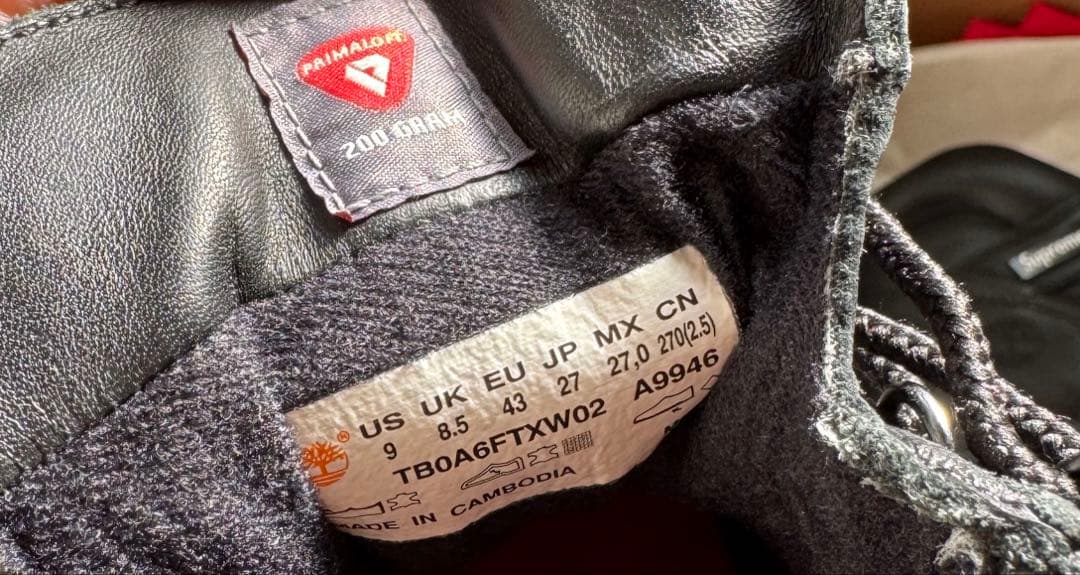 PRIMALOFT
200 GRAM
US UK EU JP MX CN
9 8.5 43 27 27,0 270(2.5)
TB0A6FTXW02 A9946
MADE IN CAMBODIA
Supreme